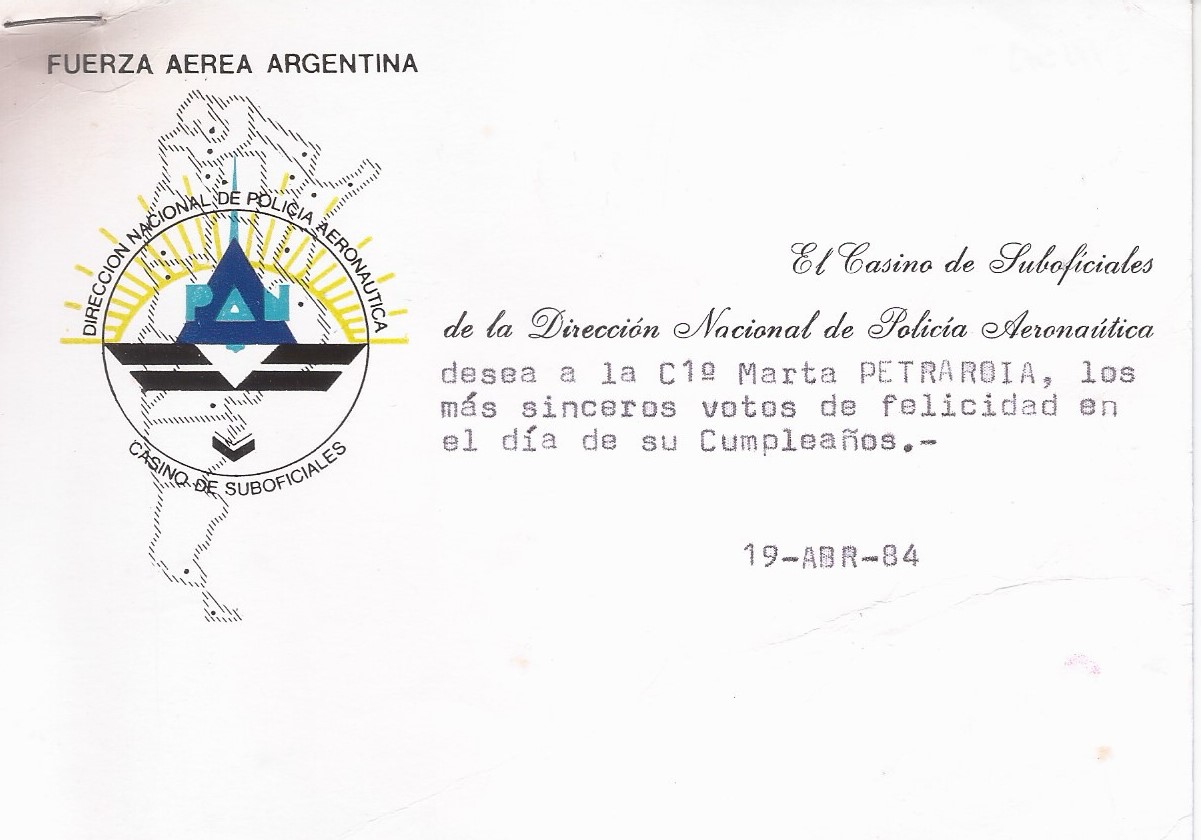 FUERZA AEREA ARGENTINA
DIRECCION NACIONAL DE POLICIA AERONAUTICA
PAN
CASINO DE SUBOFICIALES
El Casino de Suboficiales
de la Dirección Nacional de Policía Aeronaútica
desea a la C1º Marta PETRAROIA, los
más sinceros votos de felicidad en
el día de su Cumpleaños.-
19-ABR-84